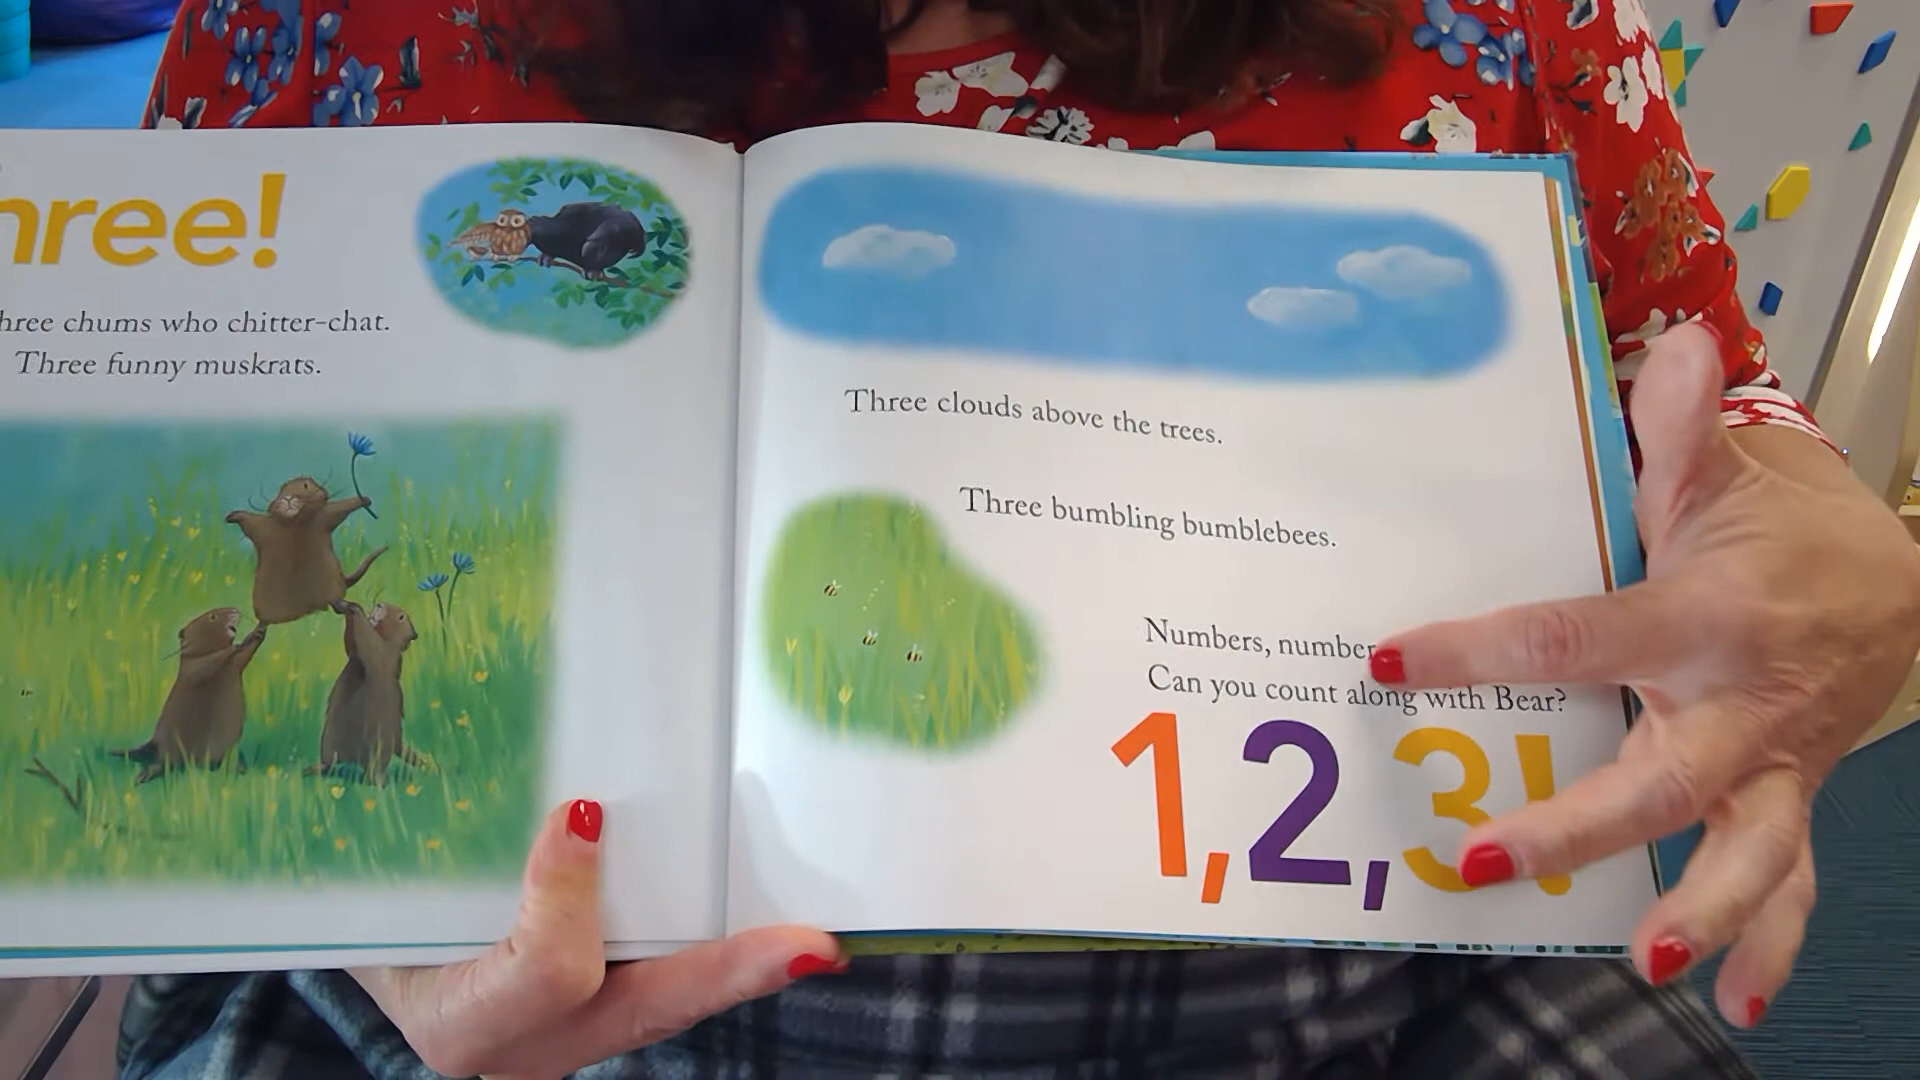 hree!
hree chums who chitter-chat.
Three funny muskrats.
Three clouds above the trees.
Three bumbling bumblebees.
Numbers, number
Can you count along with Bear?
1, 2, 3!